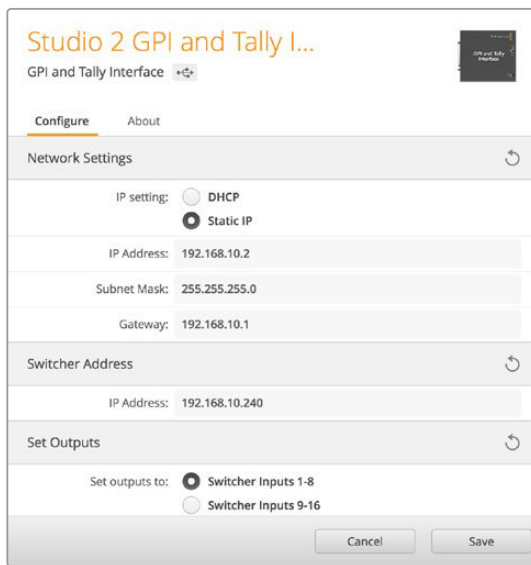 Studio 2 GPI and Tally I...
GPI and Tally Interface
GPI and Tally
Interface
Configure About
Network Settings
IP setting: DHCP
Static IP
IP Address: 192.168.10.2
Subnet Mask: 255.255.255.0
Gateway: 192.168.10.1
Switcher Address
IP Address: 192.168.10.240
Set Outputs
Set outputs to: Switcher Inputs 1-8
Switcher Inputs 9-16
Cancel Save